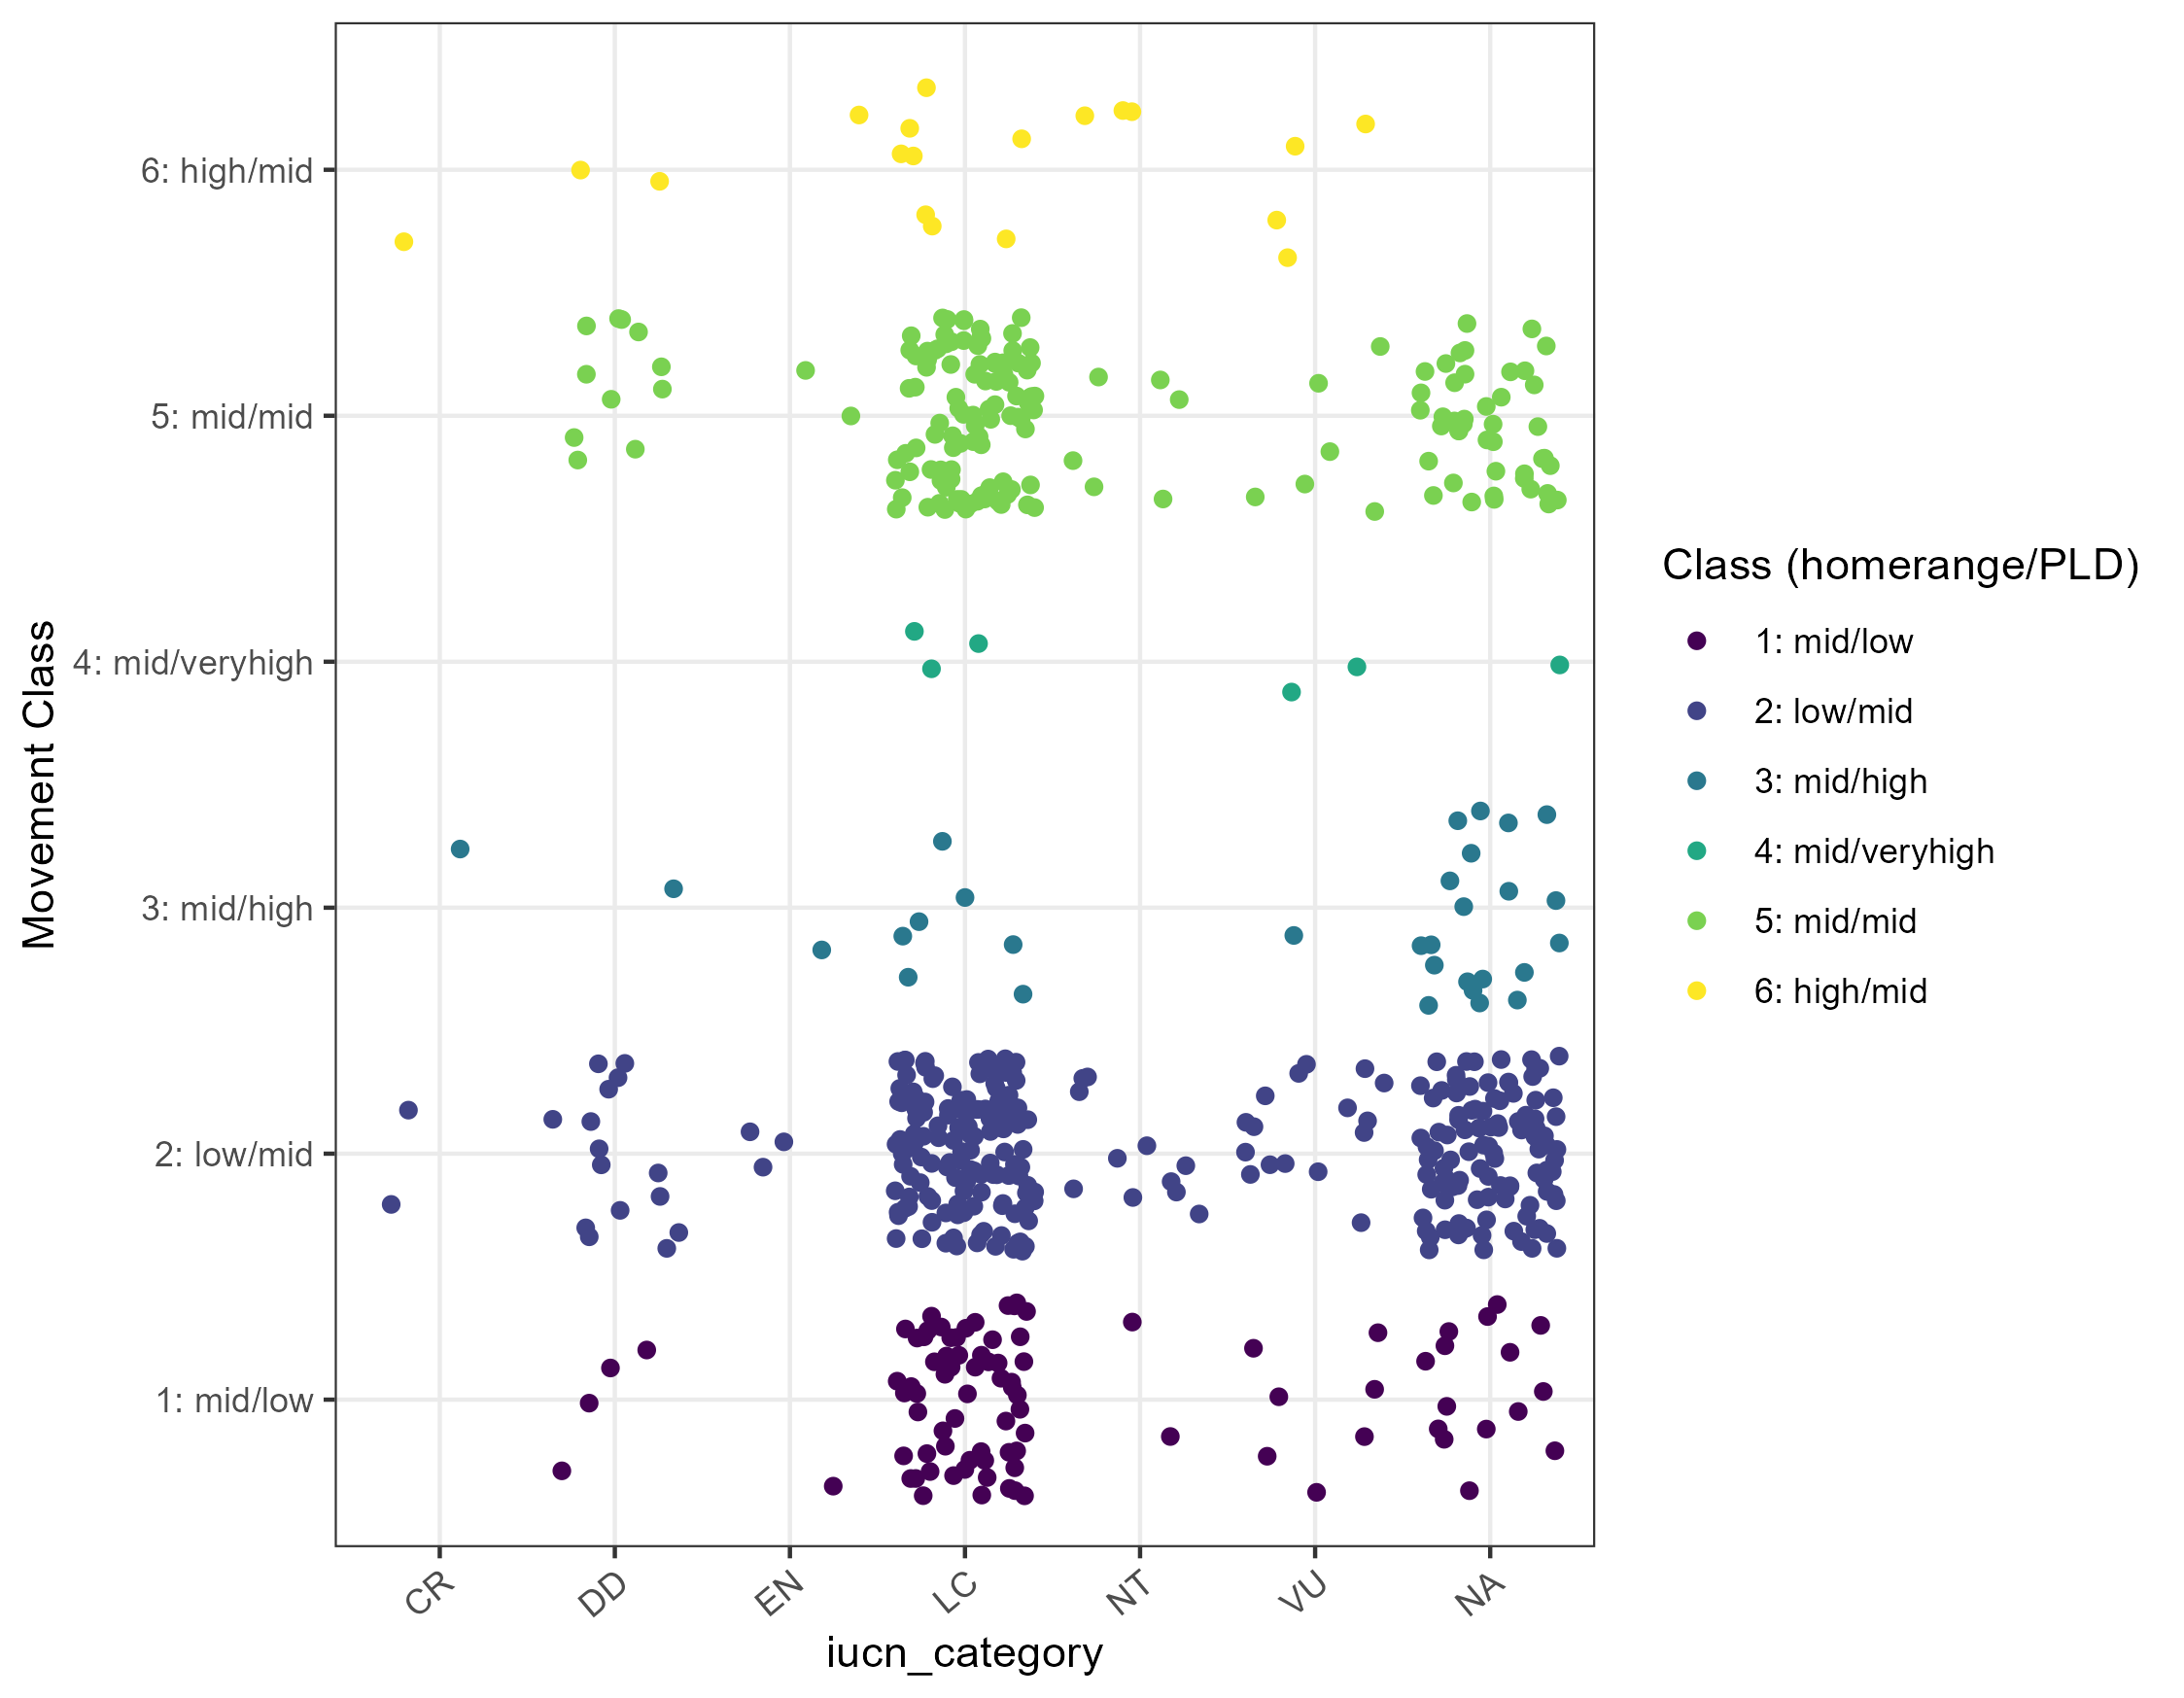 6: high/mid
5: mid/mid
4: mid/veryhigh
3: mid/high
2: low/mid
1: mid/low
Movement Class
CR
DD
EN
LC
NT
VU
NA
iucn_category
Class (homerange/PLD)
1: mid/low
2: low/mid
3: mid/high
4: mid/veryhigh
5: mid/mid
6: high/mid